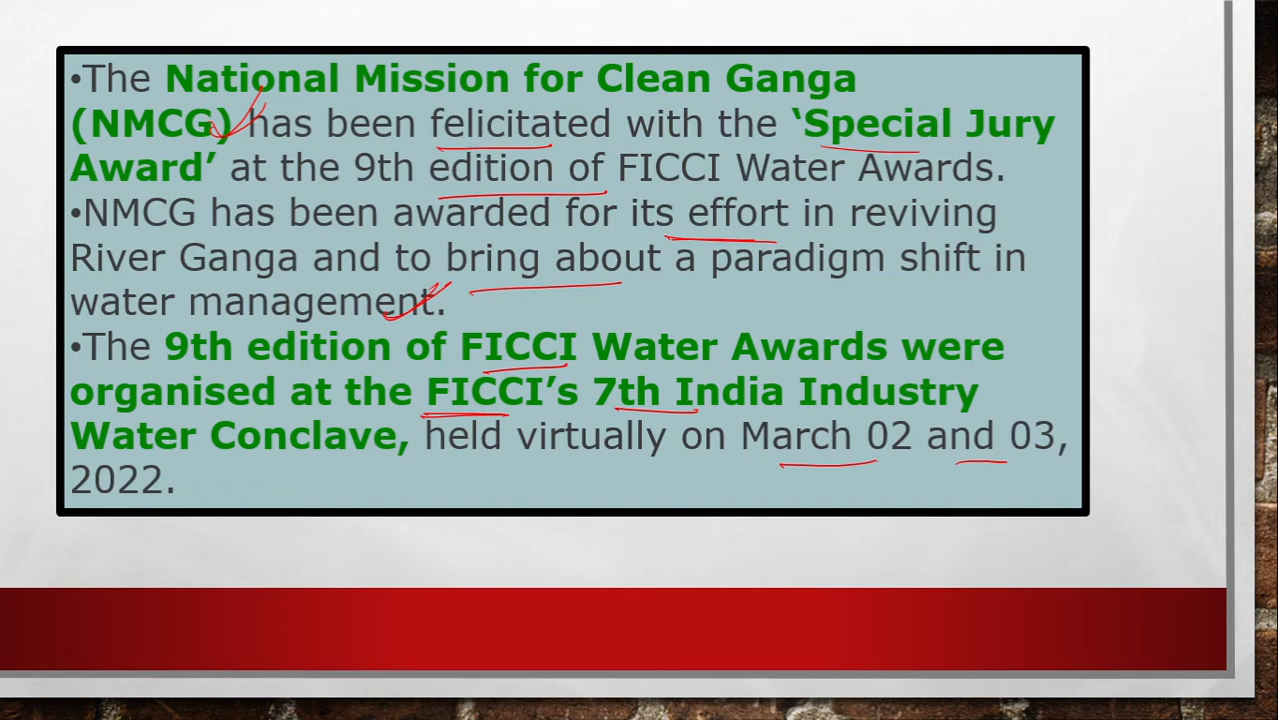 •The National Mission for Clean Ganga
(NMCG) has been felicitated with the ‘Special Jury
Award’ at the 9th edition of FICCI Water Awards.
•NMCG has been awarded for its effort in reviving
River Ganga and to bring about a paradigm shift in
water management.
•The 9th edition of FICCI Water Awards were
organised at the FICCI’s 7th India Industry
Water Conclave, held virtually on March 02 and 03,
2022.